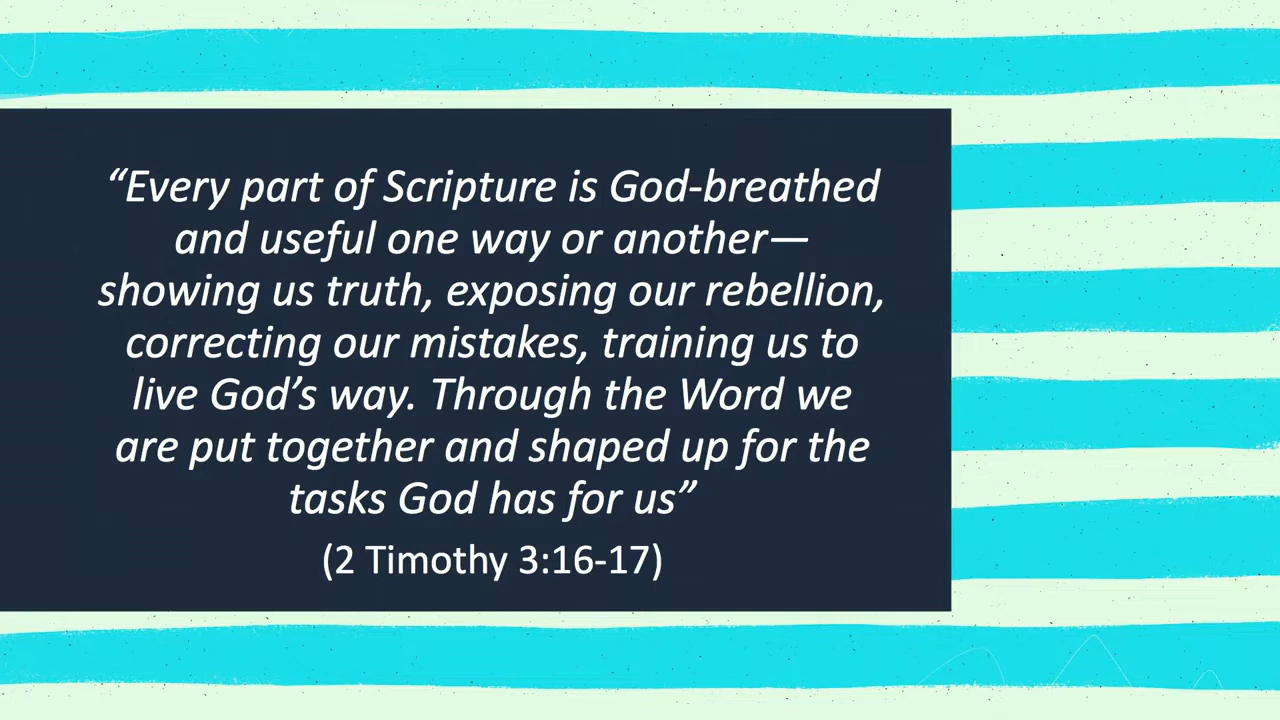 “Every part of Scripture is God-breathed
and useful one way or another—
showing us truth, exposing our rebellion,
correcting our mistakes, training us to
live God’s way. Through the Word we
are put together and shaped up for the
tasks God has for us”
(2 Timothy 3:16-17)